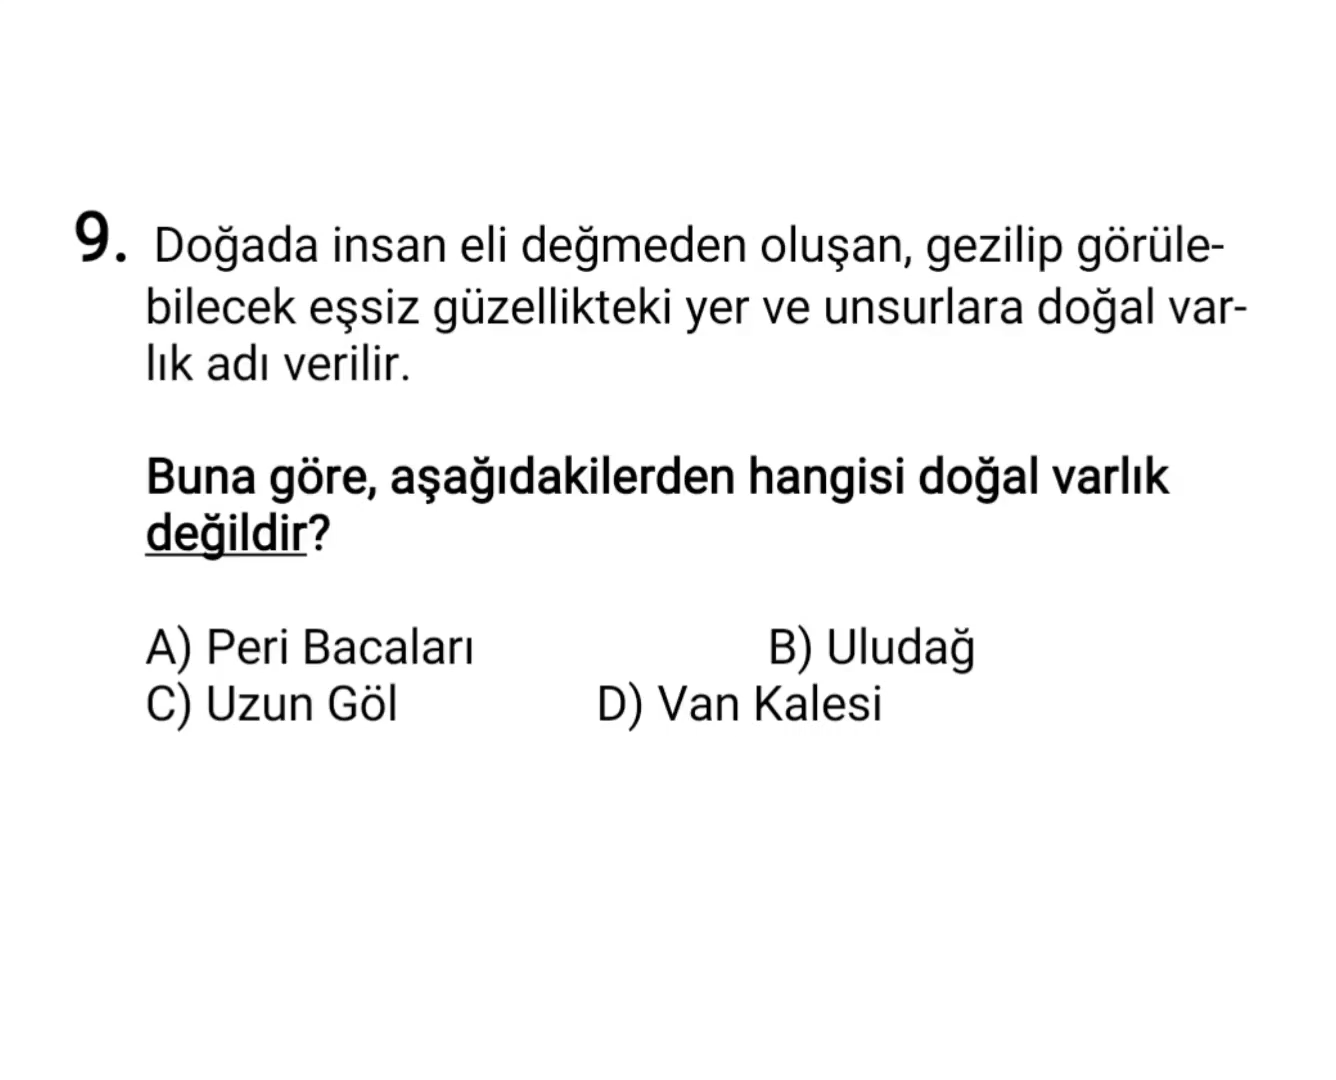 9. Doğada insan eli değmeden oluşan, gezilip görüle-
bilecek eşsiz güzellikteki yer ve unsurlara doğal var-
lık adı verilir.
Buna göre, aşağıdakilerden hangisi doğal varlık
değildir?
A) Peri Bacaları B) Uludağ
C) Uzun Göl D) Van Kalesi